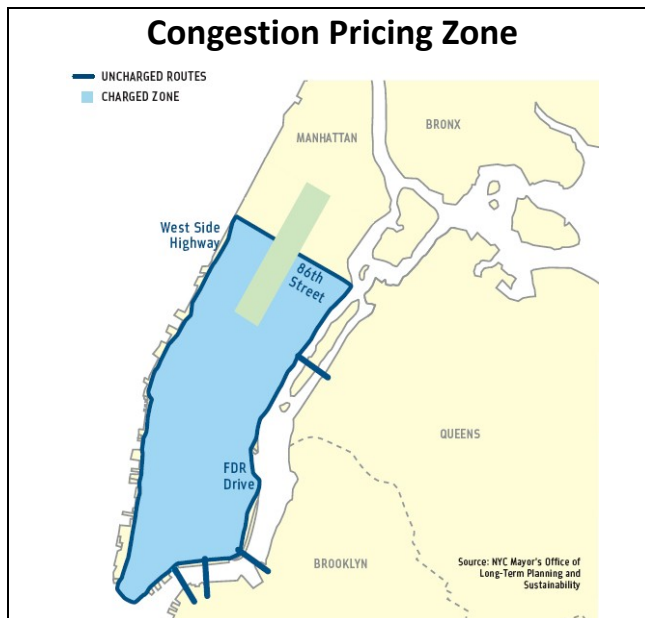 Congestion Pricing Zone
UNCHARGED ROUTES
CHARGED ZONE
BRONX
MANHATTAN
West Side
Highway
86th
Street
QUEENS
FDR
Drive
BROOKLYN
Source: NYC Mayor's Office of
Long-Term Planning and
Sustainability